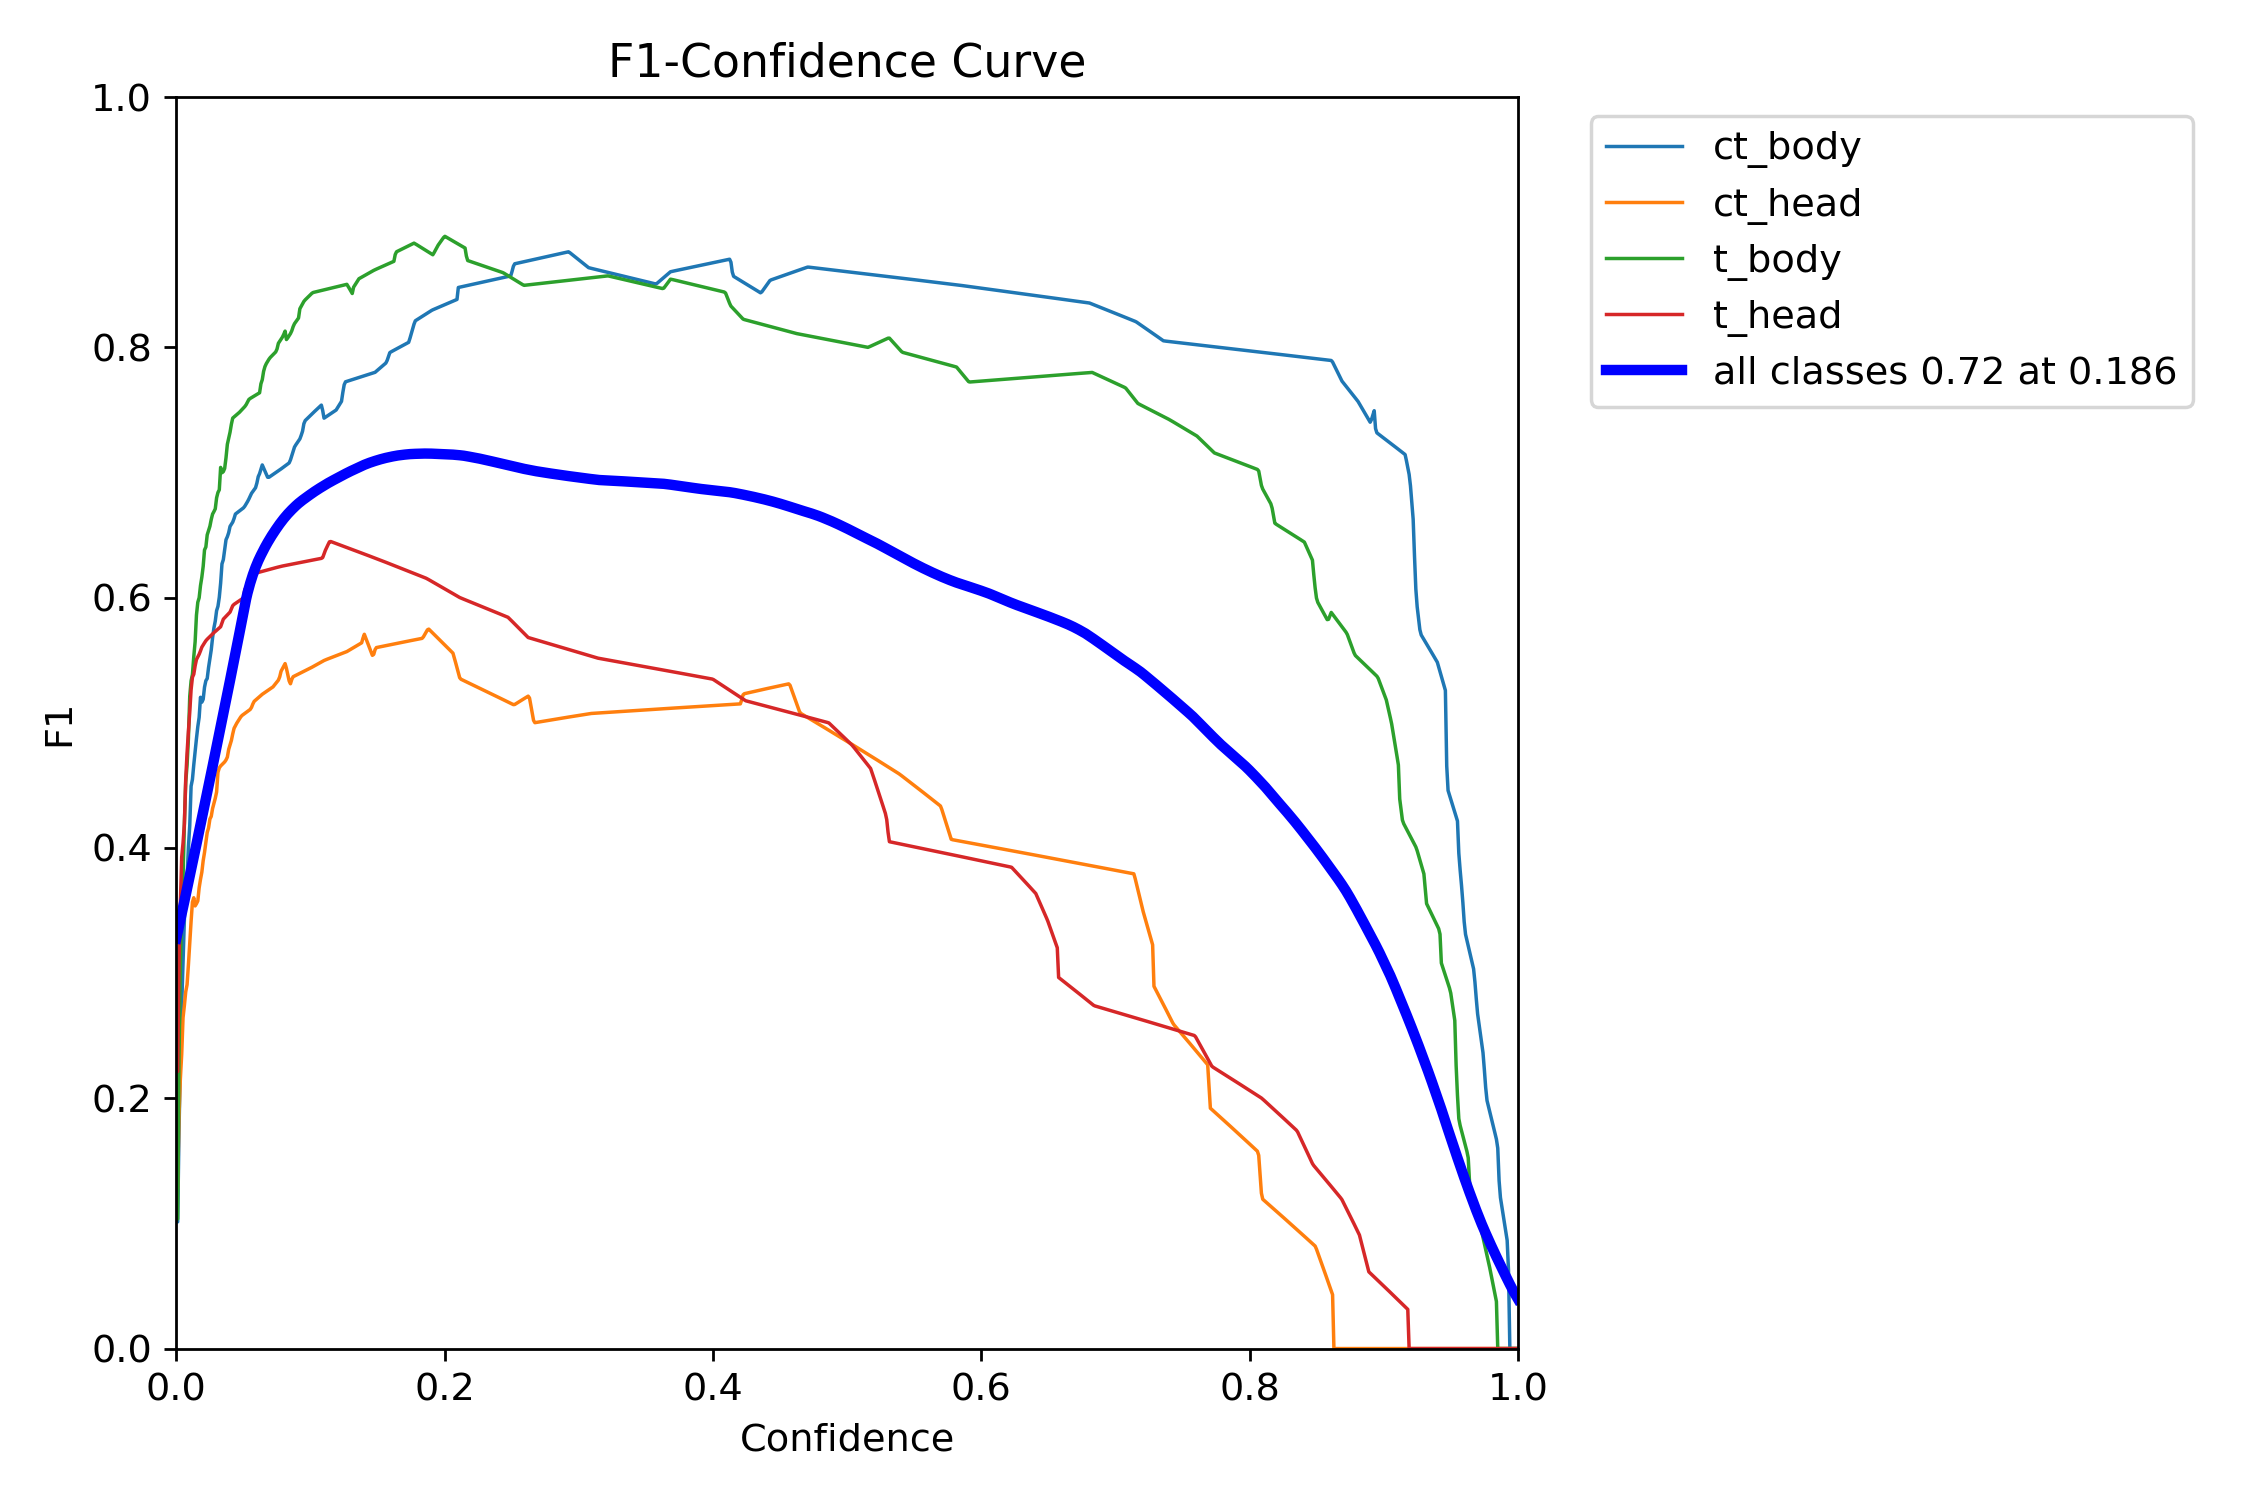 F1-Confidence Curve
1.0
0.8
0.6
0.4
0.2
0.0
F1
0.0 0.2 0.4 0.6 0.8 1.0
Confidence
ct_body
ct_head
t_body
t_head
all classes 0.72 at 0.186